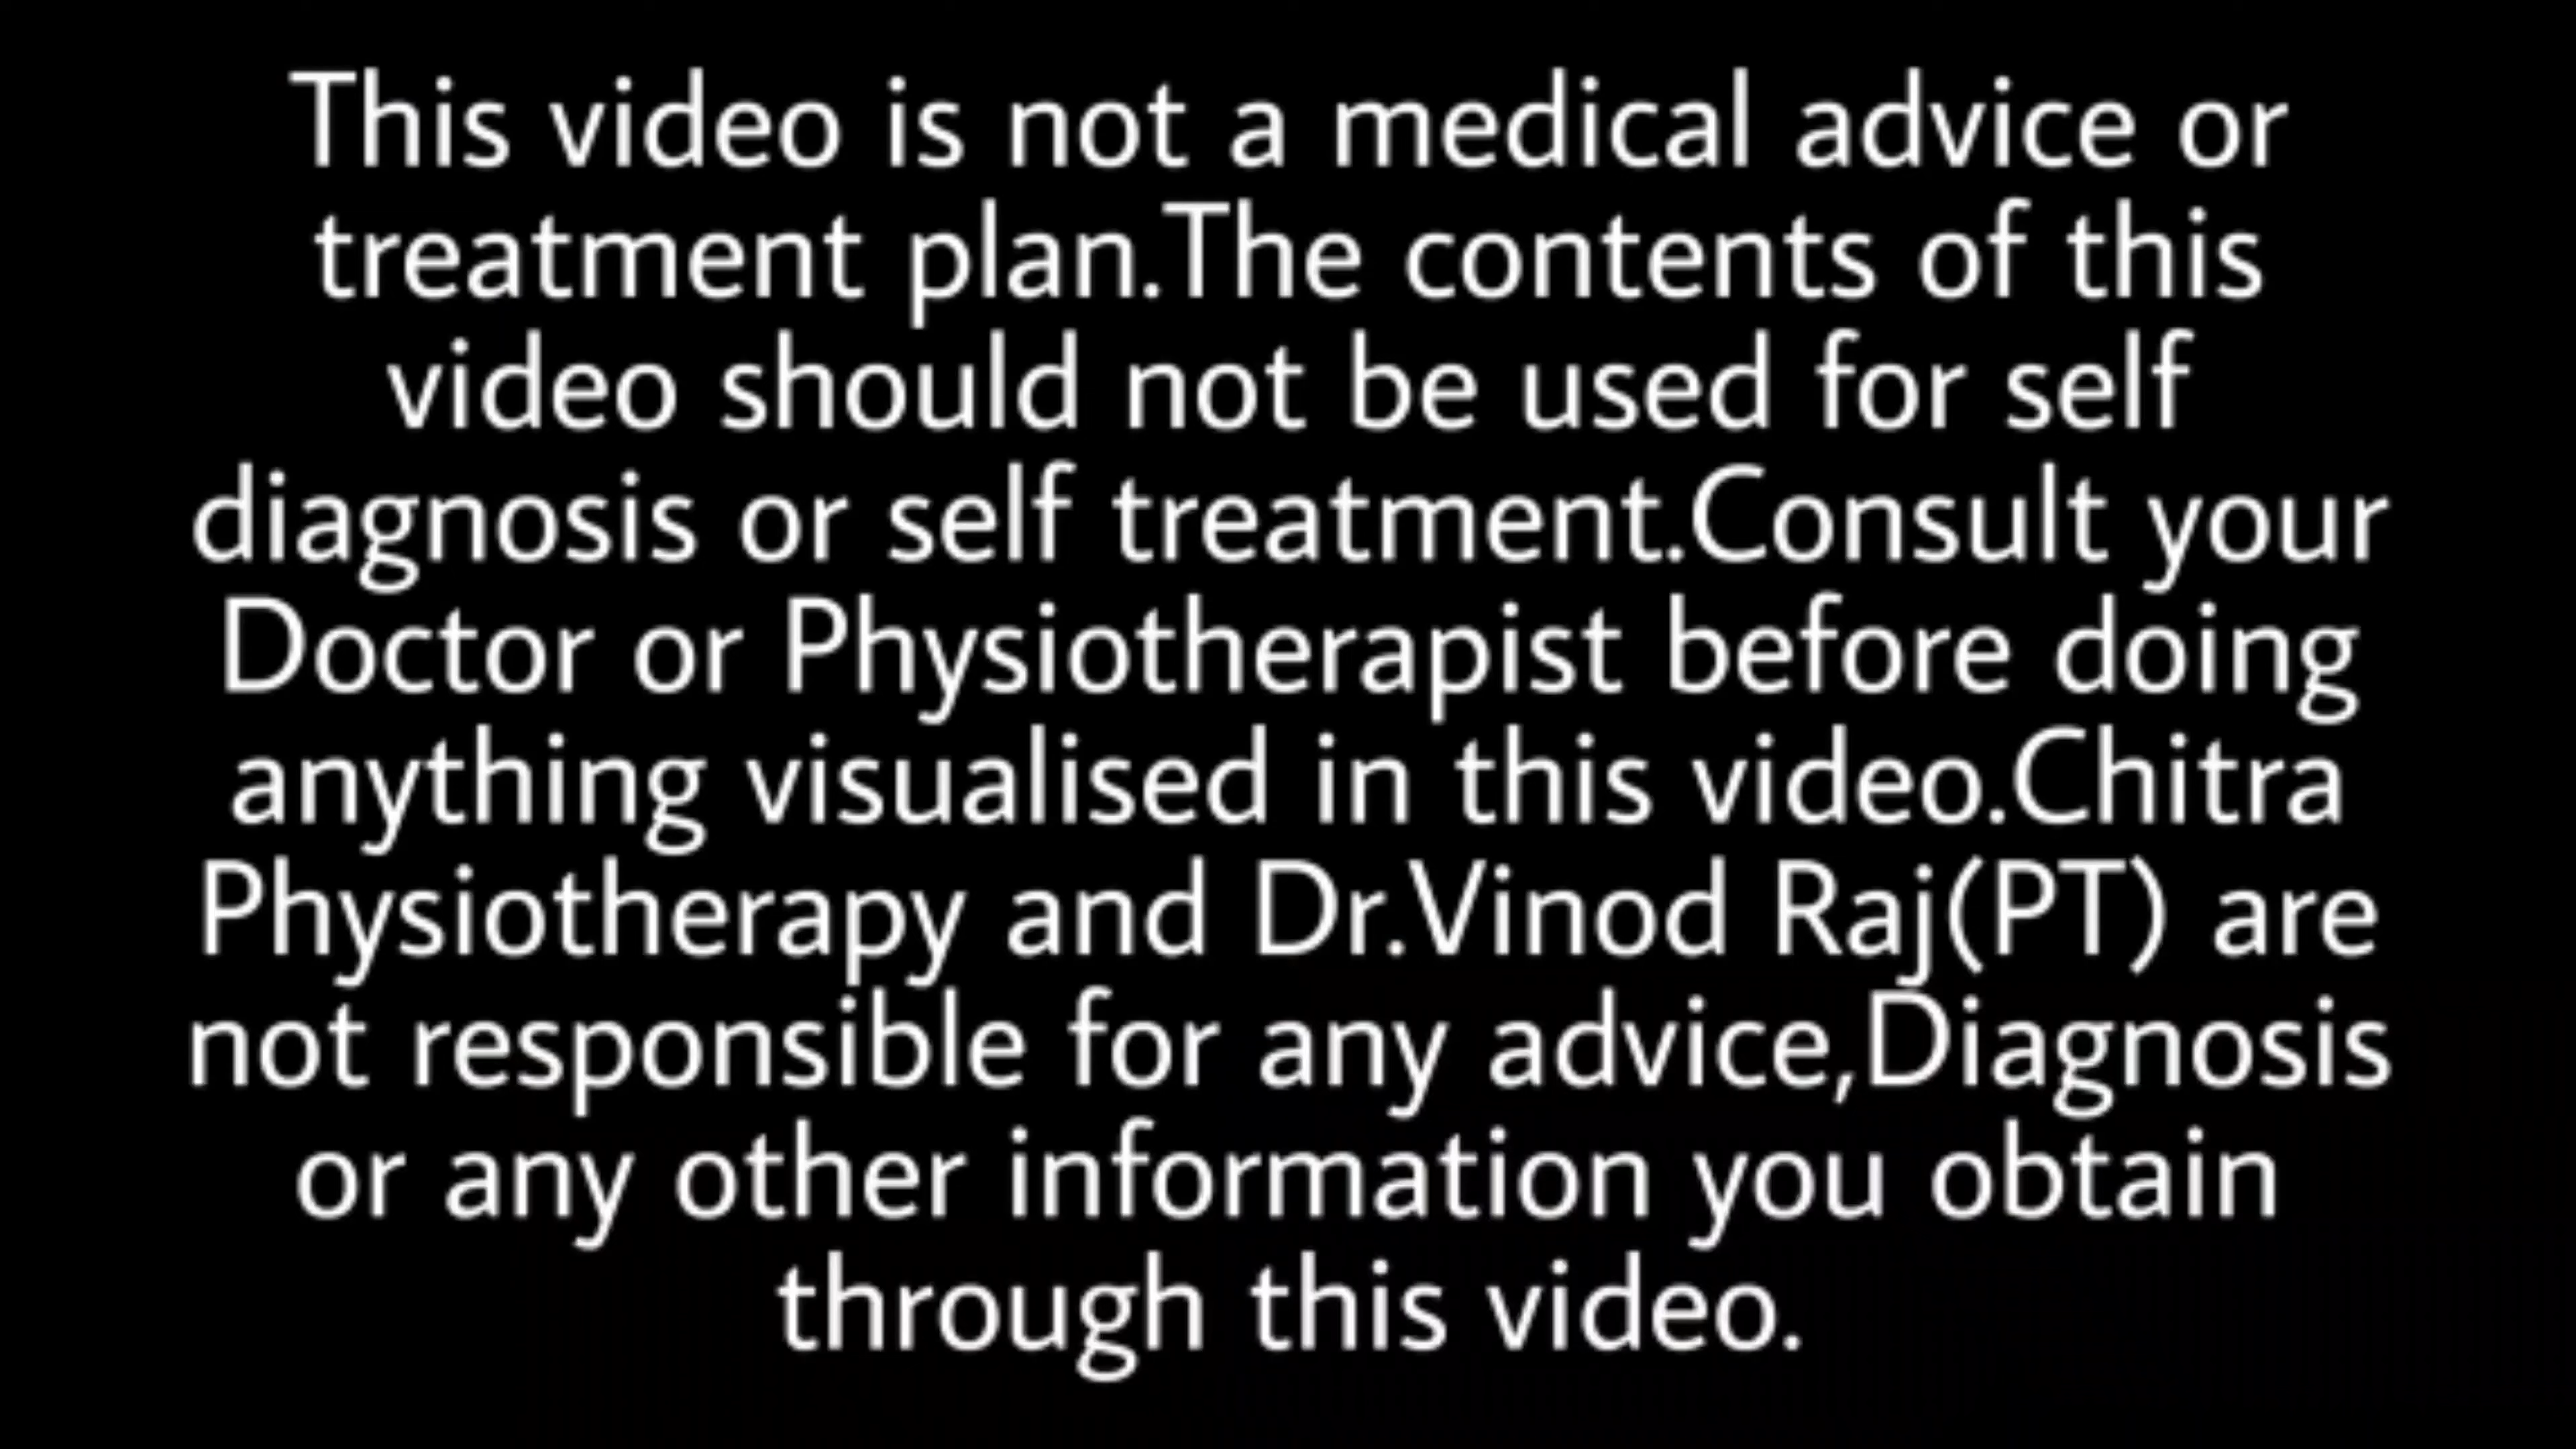 This video is not a medical advice or
treatment plan.The contents of this
video should not be used for self
diagnosis or self treatment.Consult your
Doctor or Physiotherapist before doing
anything visualised in this video.Chitra
Physiotherapy and Dr.Vinod Raj(PT) are
not responsible for any advice,Diagnosis
or any other information you obtain
through this video.